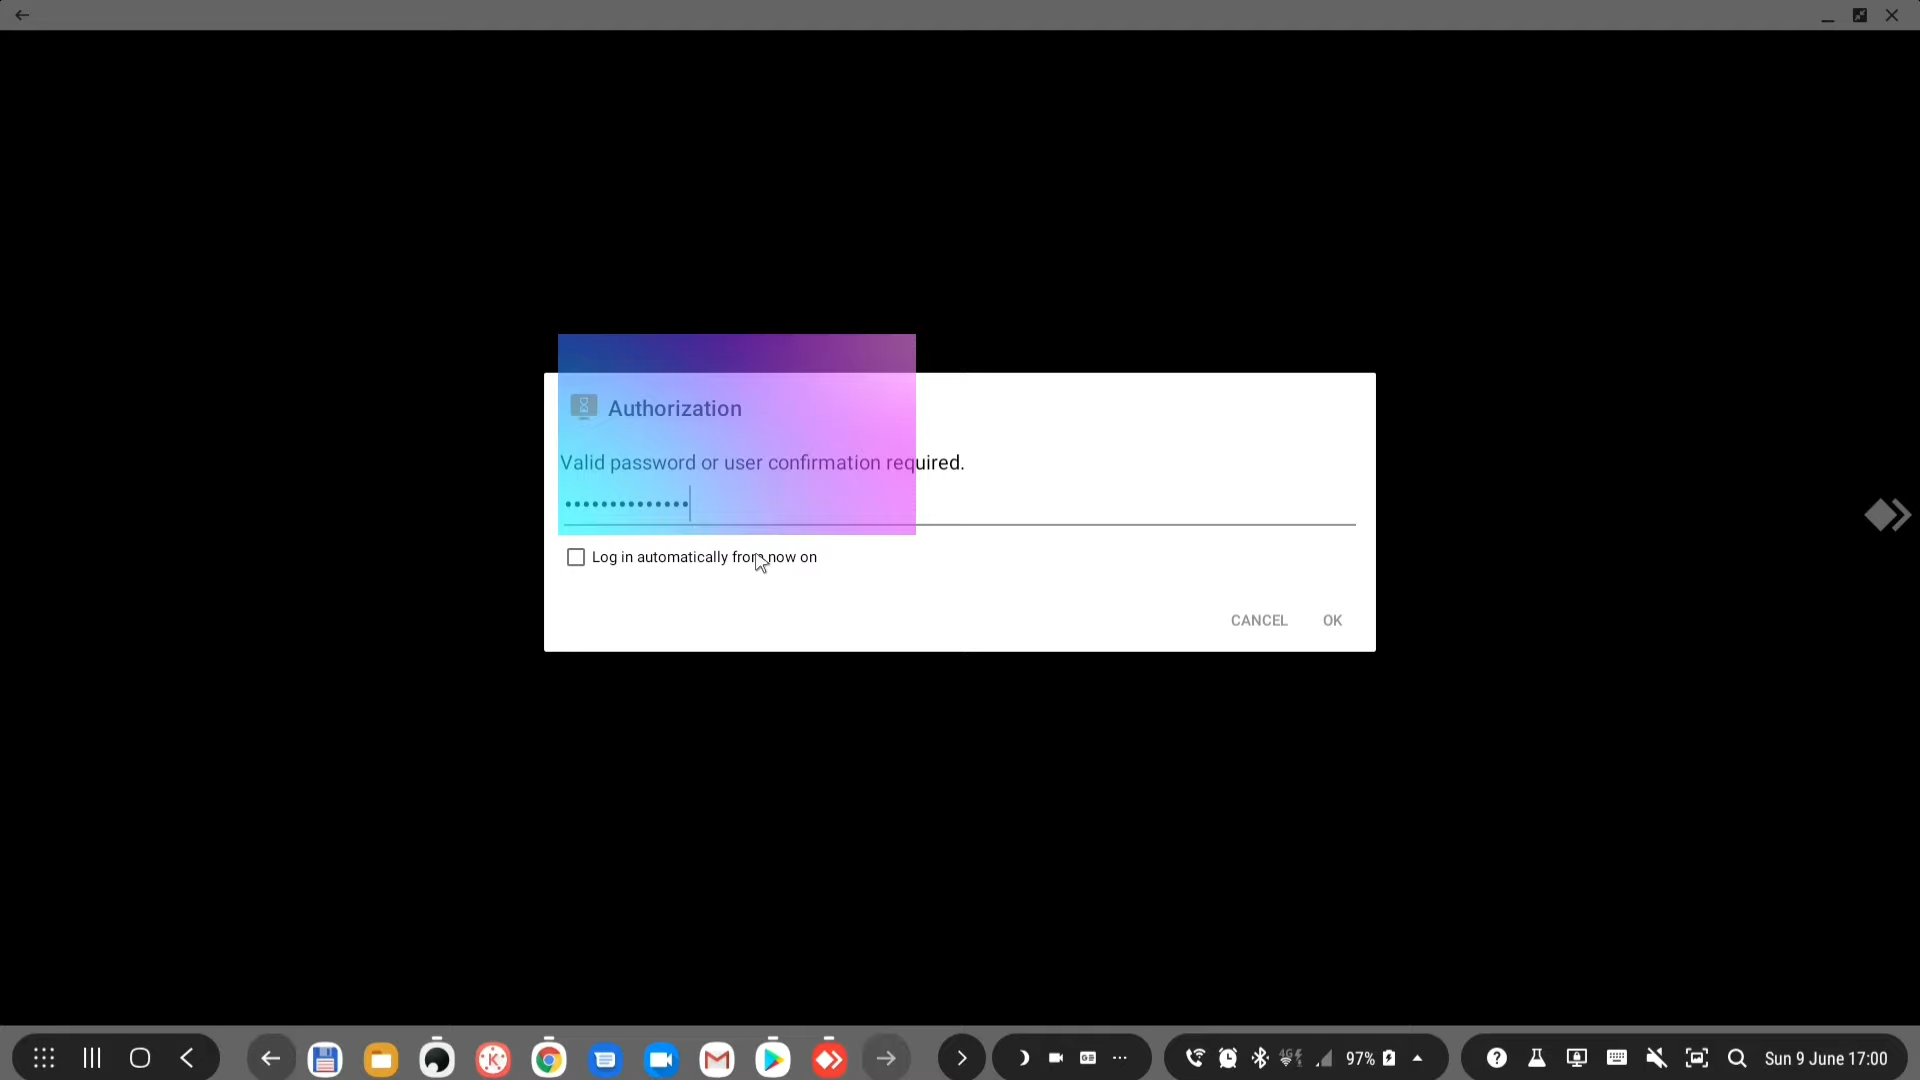 Authorization
Valid password or user confirmation required.
••••••••••••••
Log in automatically from now on
CANCEL
OK
K
4G
97%
Sun 9 June 17:00